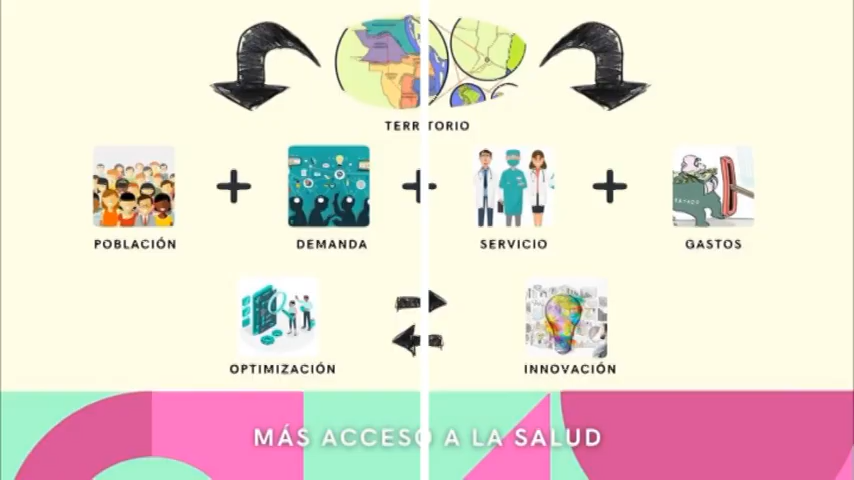 TERRITORIO
POBLACIÓN
DEMANDA
SERVICIO
GASTOS
OPTIMIZACIÓN
INNOVACIÓN
MÁS ACCESO A LA SALUD